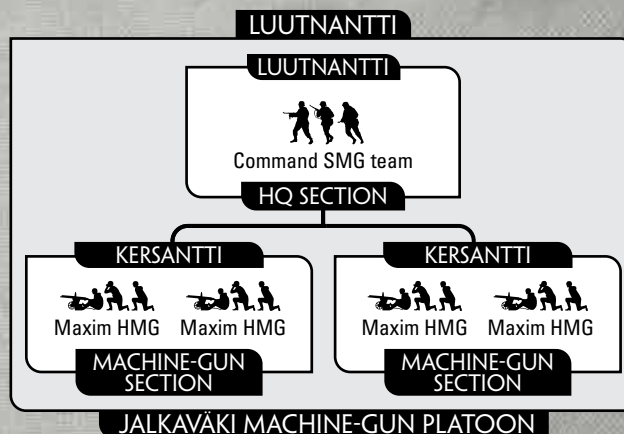 LUUTNANTTI
LUUTNANTTI
Command SMG team
HQ SECTION
KERSANTTI
Maxim HMG Maxim HMG
MACHINE-GUN
SECTION
KERSANTTI
Maxim HMG Maxim HMG
MACHINE-GUN
SECTION
JALKAVÄKI MACHINE-GUN PLATOON